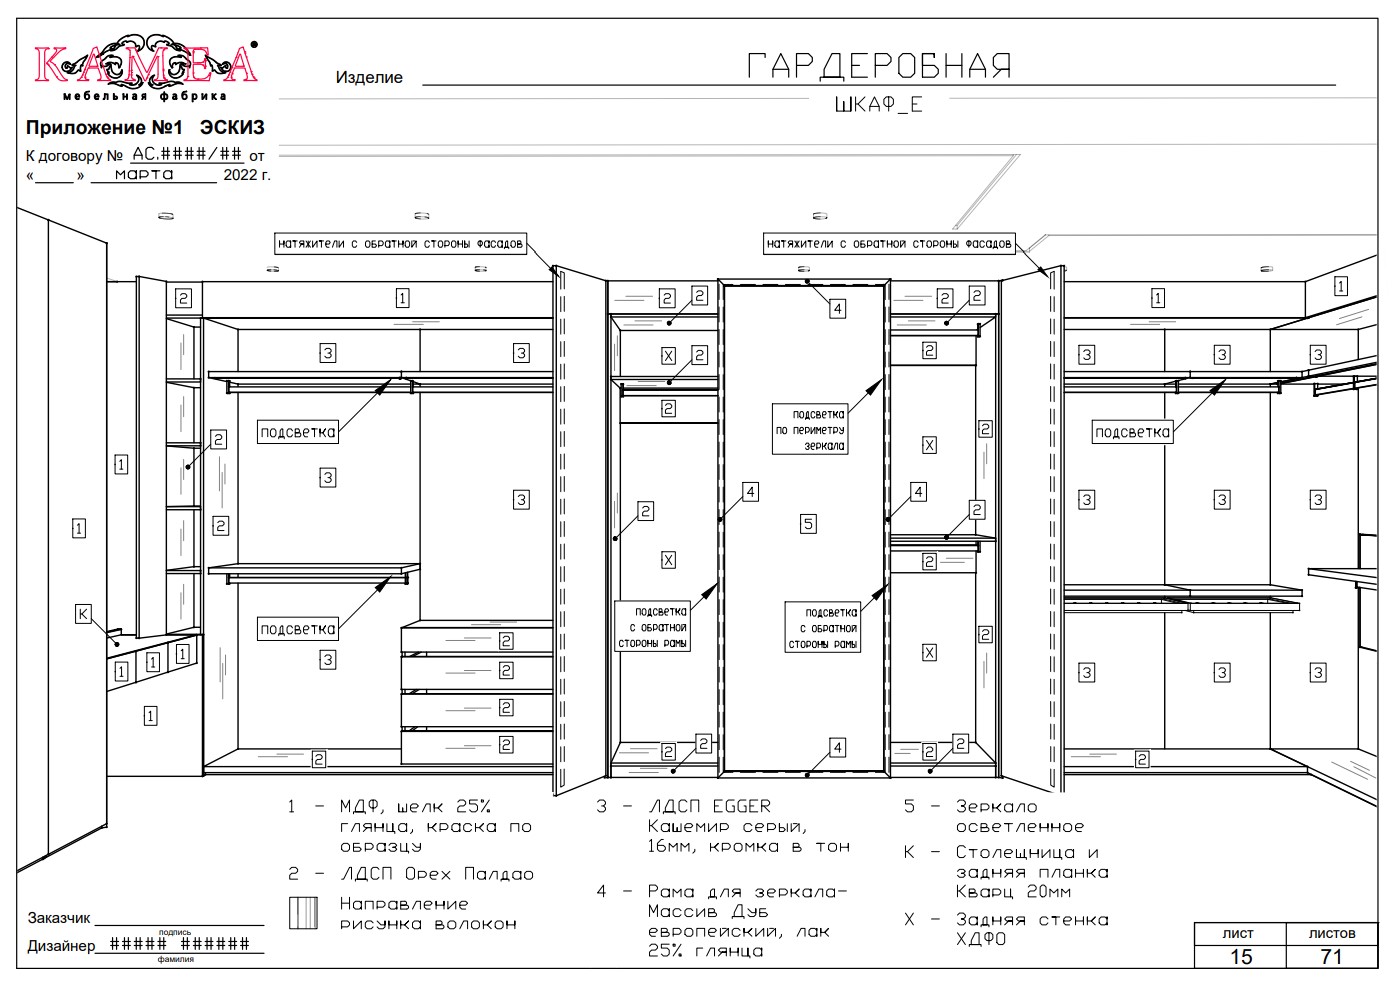 КАМЕА
мебельная фабрика
Приложение №1 ЭСКИЗ
К договору № АС.####/## от
«____» марта 2022 г.
Изделие ГАРДЕРОБНАЯ
ШКАФ_Е
НАТЯЖИТЕЛИ С ОБРАТНОЙ СТОРОНЫ ФАСАДОВ
НАТЯЖИТЕЛИ С ОБРАТНОЙ СТОРОНЫ ФАСАДОВ
2
1
2
2
4
2
2
1
1
3
3
X
2
2
3
3
3
2
ПОДСВЕТКА
ПОДСВЕТКА
ПО ПЕРИМЕТРУ
ЗЕРКАЛА
ПОДСВЕТКА
2
2
X
1
3
3
2
4
4
3
3
3
1
2
2
5
2
X
2
K
ПОДСВЕТКА
ПОДСВЕТКА
С ОБРАТНОЙ
СТОРОНЫ РАМЫ
ПОДСВЕТКА
С ОБРАТНОЙ
СТОРОНЫ РАМЫ
2
2
X
1
1
1
3
2
3
3
3
2
1
2
2
2
2
4
2
2
2
1 – МДФ, шелк 25%
глянца, краска по
образцу
2 – ЛДСП Орех Палдао
Направление
рисунка волокон
3 – ЛДСП EGGER
Кашемир серый,
16мм, кромка в тон
4 – Рама для зеркала–
Массив Дуб
европейский, лак
25% глянца
5 – Зеркало
осветленное
К – Столещница и
задняя планка
Кварц 20мм
Х – Задняя стенка
ХДФО
Заказчик
подпись
Дизайнер ##### ######
фамилия
лист листов
15 71